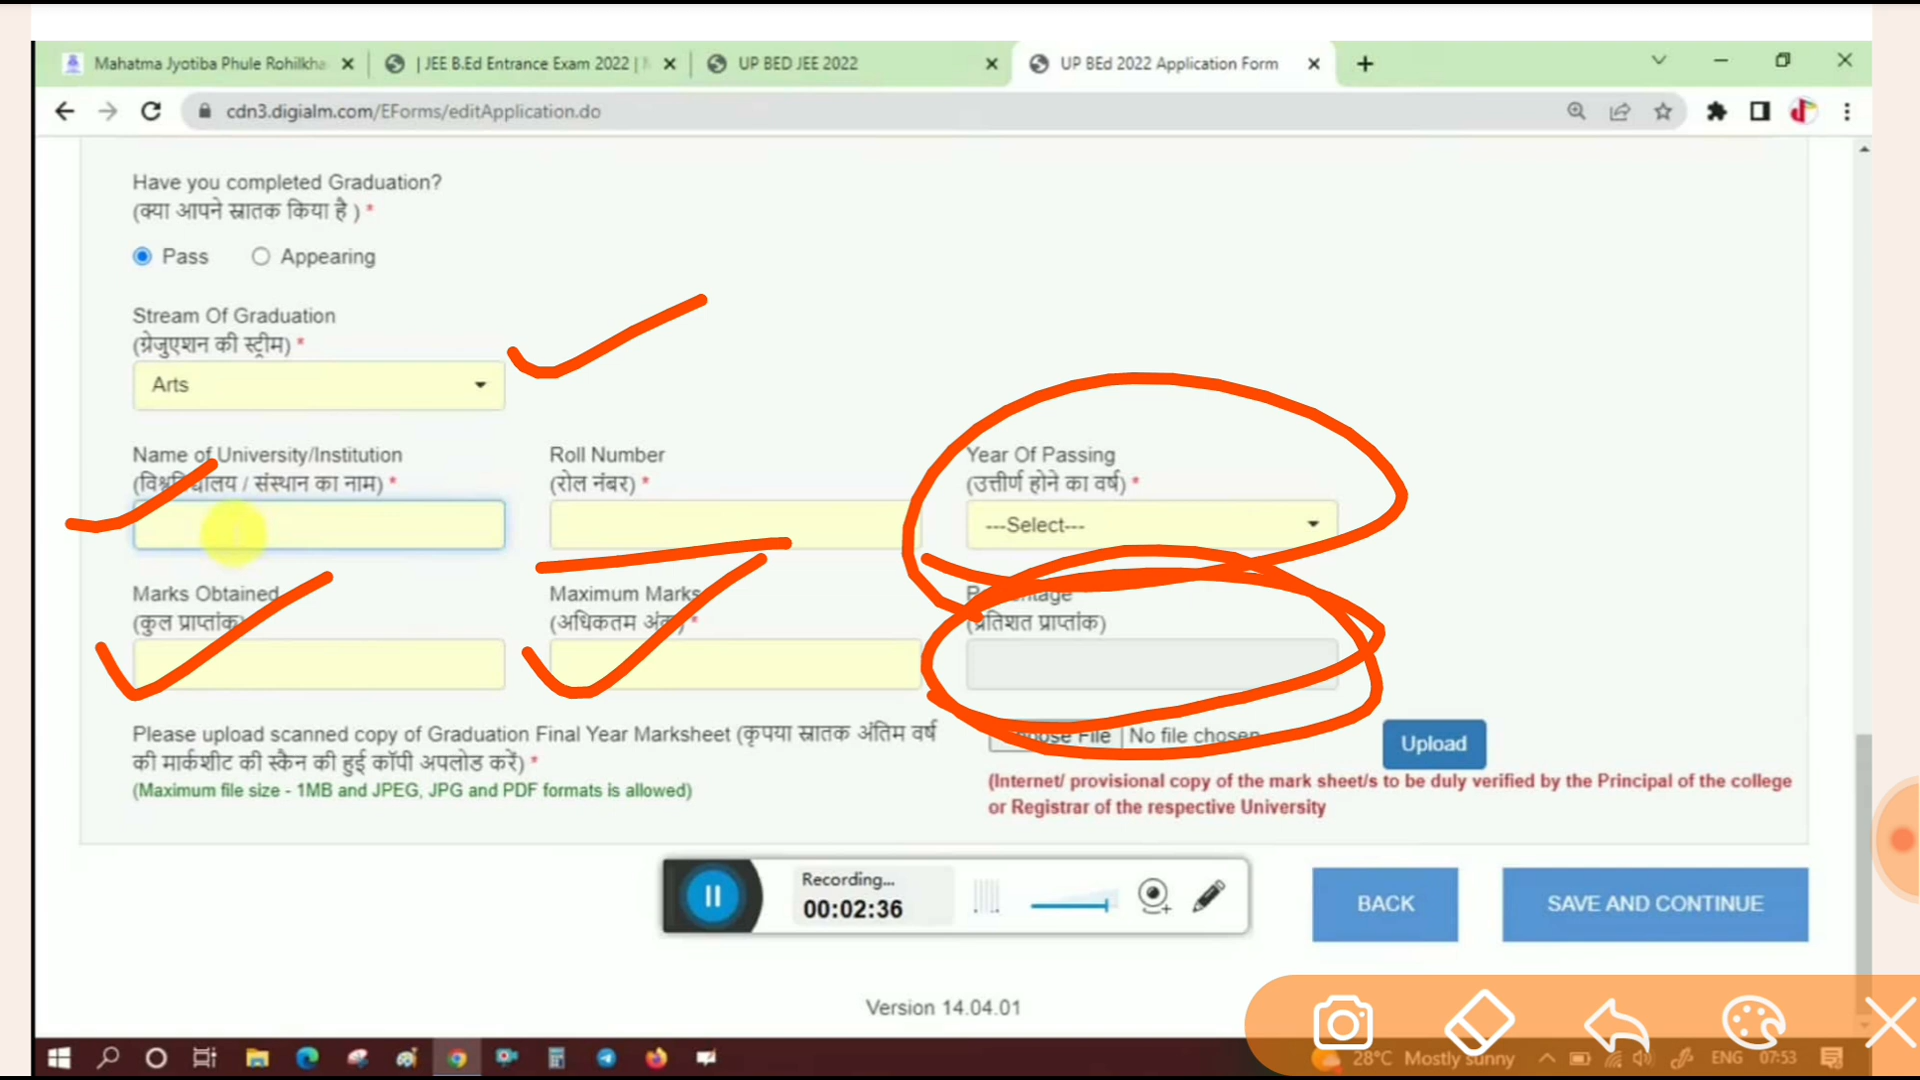 Mahatma Jyotiba Phule Rohilkha
| JEE B.Ed Entrance Exam 2022 |
UP BED JEE 2022
UP BEd 2022 Application Form
cdn3.digialm.com/EForms/editApplication.do
Have you completed Graduation?
(क्या आपने स्नातक किया है ) *
Pass Appearing
Stream Of Graduation
(ग्रेजुएशन की स्ट्रीम) *
Arts
Name of University/Institution
(विश्वविद्यालय / संस्थान का नाम) *
Roll Number
(रोल नंबर) *
Year Of Passing
(उत्तीर्ण होने का वर्ष) *
---Select---
Marks Obtained
(कुल प्राप्तांक)
Maximum Marks
(अधिकतम अंक) *
Percentage
(प्रतिशत प्राप्तांक)
Please upload scanned copy of Graduation Final Year Marksheet (कृपया स्नातक अंतिम वर्ष
की मार्कशीट की स्कैन की हुई कॉपी अपलोड करें) *
(Maximum file size - 1MB and JPEG, JPG and PDF formats is allowed)
Choose File No file chosen
Upload
(Internet/ provisional copy of the mark sheet/s to be duly verified by the Principal of the college
or Registrar of the respective University
Recording...
00:02:36
BACK
SAVE AND CONTINUE
Version 14.04.01
28°C Mostly sunny
ENG
07:53